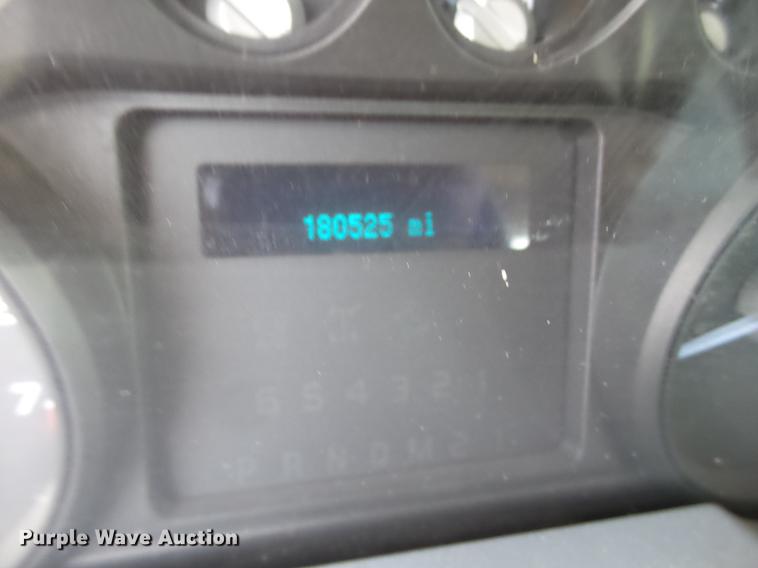 180525 mi
6 5 4 3 2 1
P R N D M 2 1
Purple Wave Auction